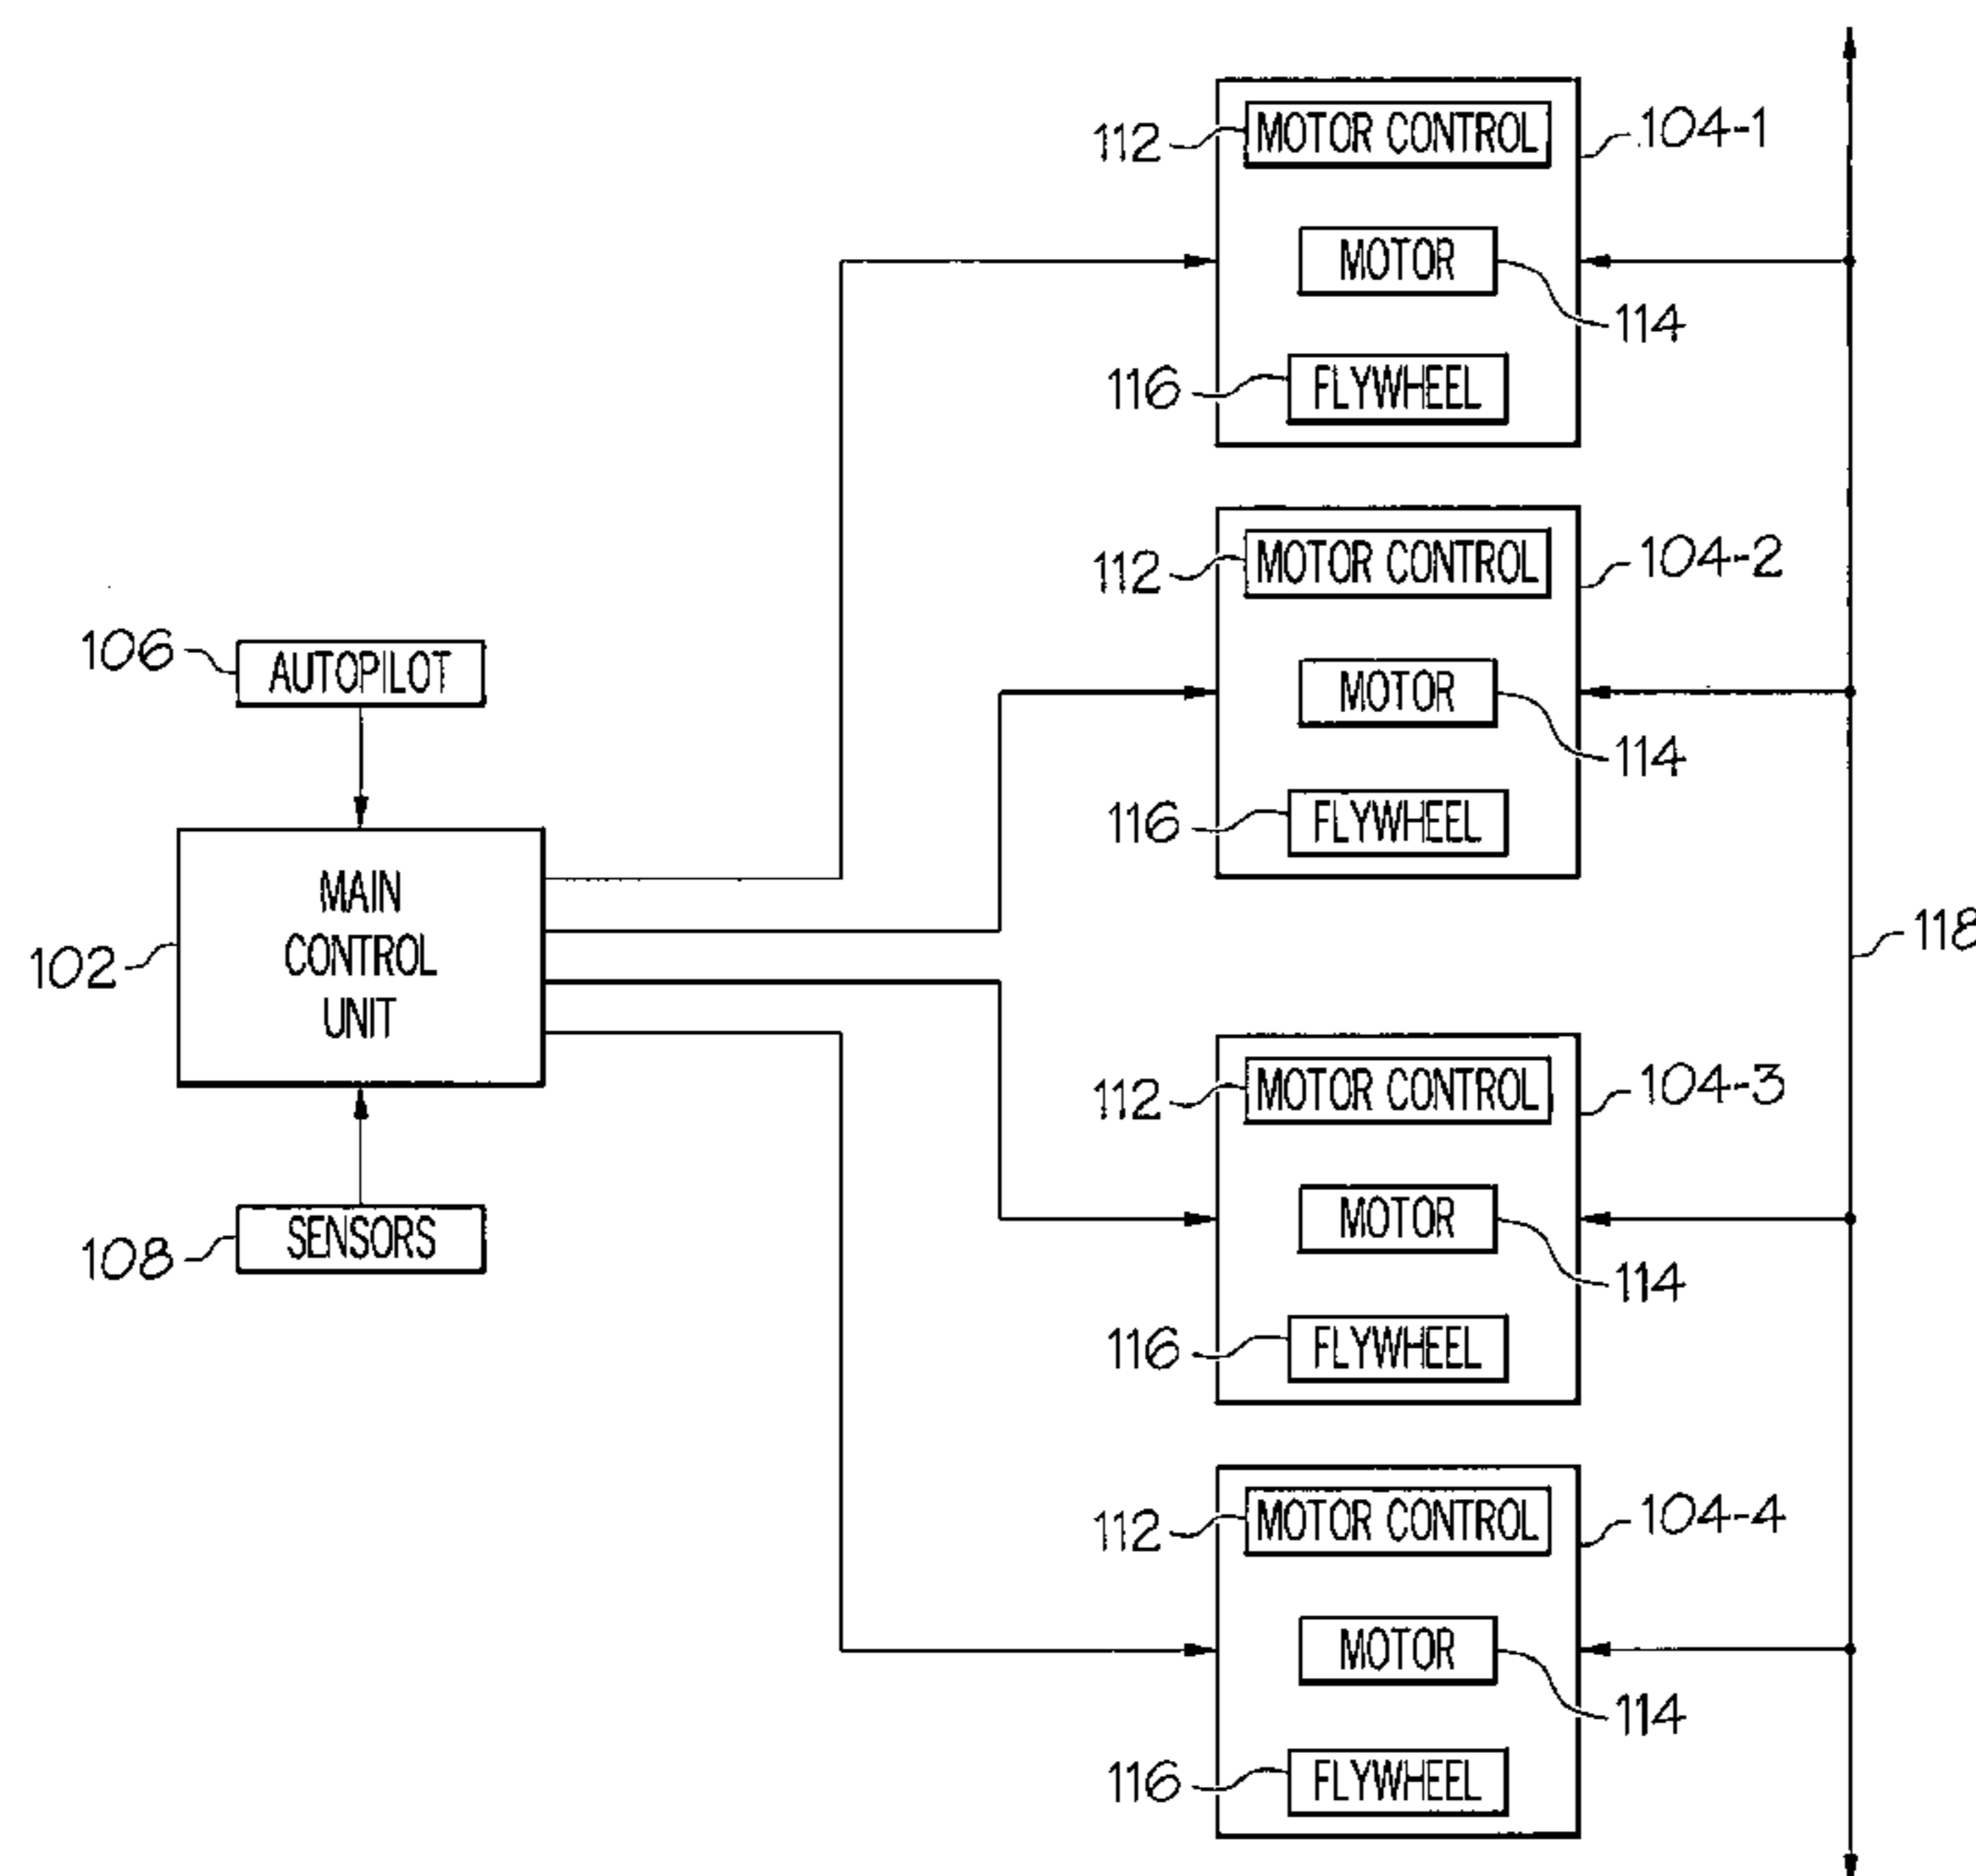 112
MOTOR CONTROL
104-1
MOTOR
114
116
FLYWHEEL
112
MOTOR CONTROL
104-2
MOTOR
114
116
FLYWHEEL
106
AUTOPILOT
102
MAIN
CONTROL
UNIT
108
SENSORS
118
112
MOTOR CONTROL
104-3
MOTOR
114
116
FLYWHEEL
112
MOTOR CONTROL
104-4
MOTOR
114
116
FLYWHEEL